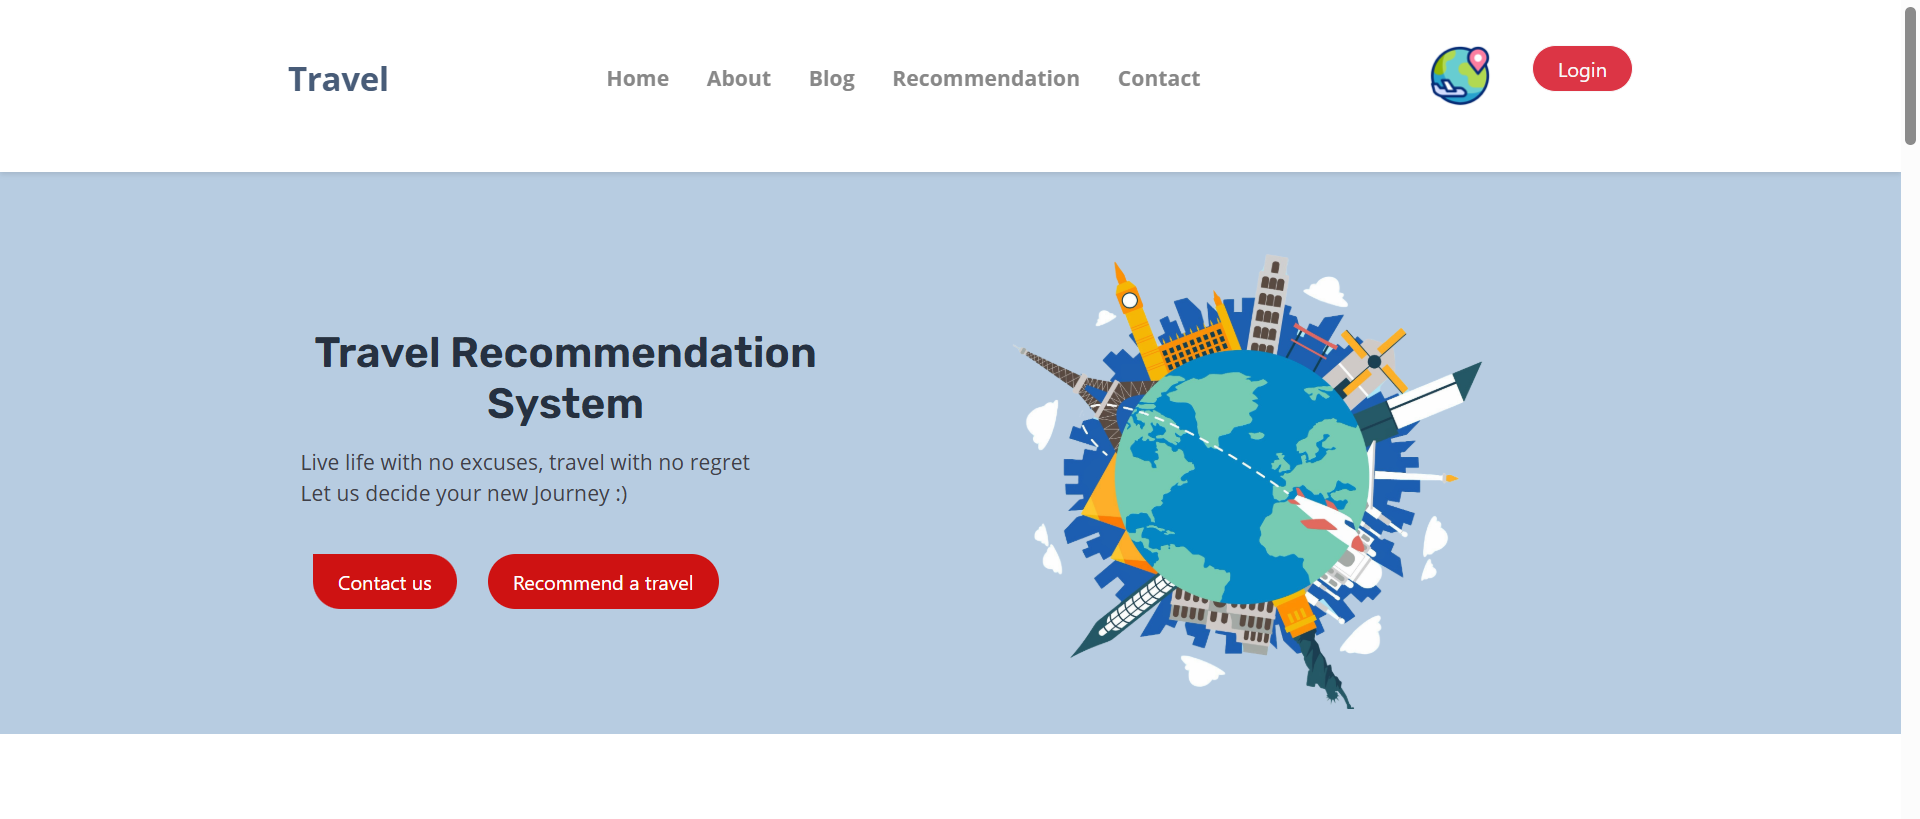 Travel
Home
About
Blog
Recommendation
Contact
Login
Travel Recommendation
System
Live life with no excuses, travel with no regret
Let us decide your new Journey :)
Contact us
Recommend a travel